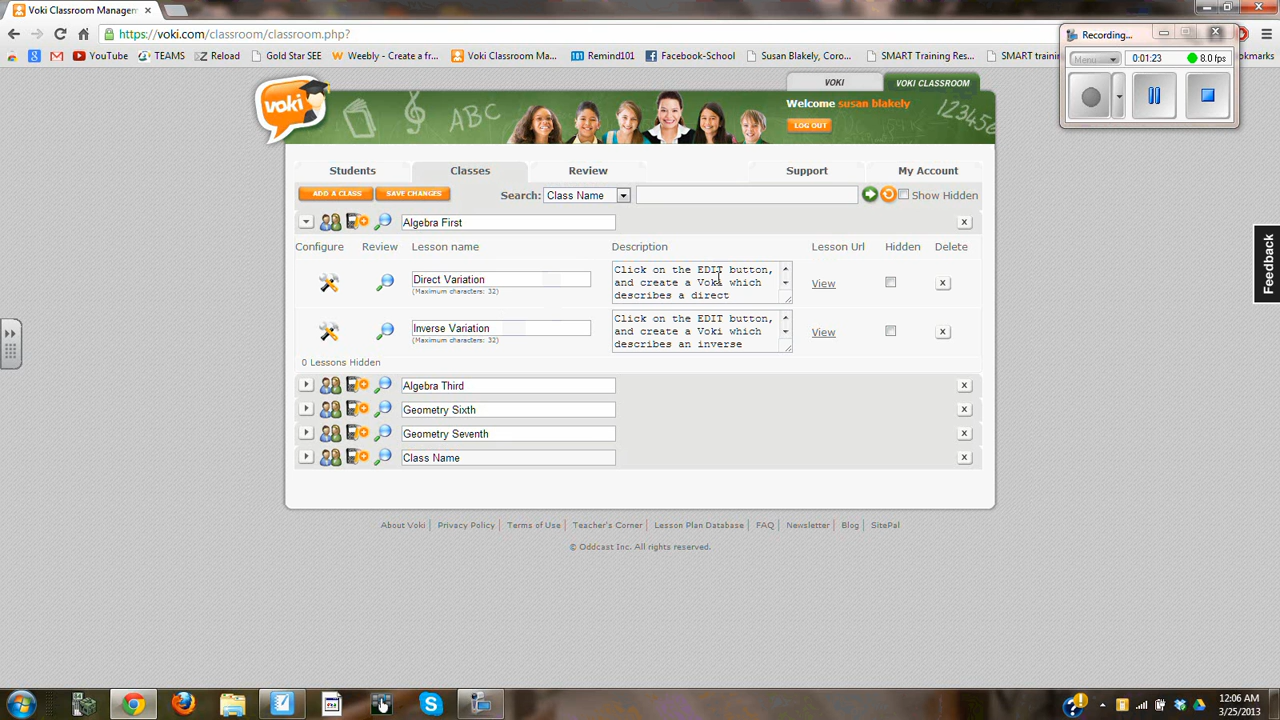 Voki Classroom Managem
https://voki.com/classroom/classroom.php?
YouTube TEAMS Reload Gold Star SEE Weebly - Create a fr... Voki Classroom Ma... Remind101 Facebook-School Susan Blakely, Coro... SMART Training Res... SMART trainin
okmarks
Recording...
Menu 0:01:23 8.0 fps
voki
ABC
123456
VOKI VOKI CLASSROOM
Welcome susan blakely
LOG OUT
Students Classes Review Support My Account
ADD A CLASS SAVE CHANGES Search: Class Name Show Hidden
Algebra First x
Configure Review Lesson name Description Lesson Url Hidden Delete
Direct Variation
(Maximum characters: 32)
Click on the EDIT button,
and create a Voki which
describes a direct
View x
Inverse Variation
(Maximum characters: 32)
Click on the EDIT button,
and create a Voki which
describes an inverse
View x
0 Lessons Hidden
Algebra Third x
Geometry Sixth x
Geometry Seventh x
Class Name x
About Voki | Privacy Policy | Terms of Use | Teacher's Corner | Lesson Plan Database | FAQ | Newsletter | Blog | SitePal
© Oddcast Inc. All rights reserved.
Feedback
12:06 AM
3/25/2013